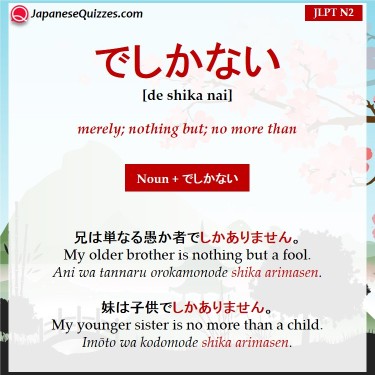 JapaneseQuizzes.com
JLPT N2
でしかない
[de shika nai]
merely; nothing but; no more than
Noun + でしかない
兄は単なる愚か者でしかありません。
My older brother is nothing but a fool.
Ani wa tannaru orokamonode shika arimasen.
妹は子供でしかありません。
My younger sister is no more than a child.
Imōto wa kodomode shika arimasen.